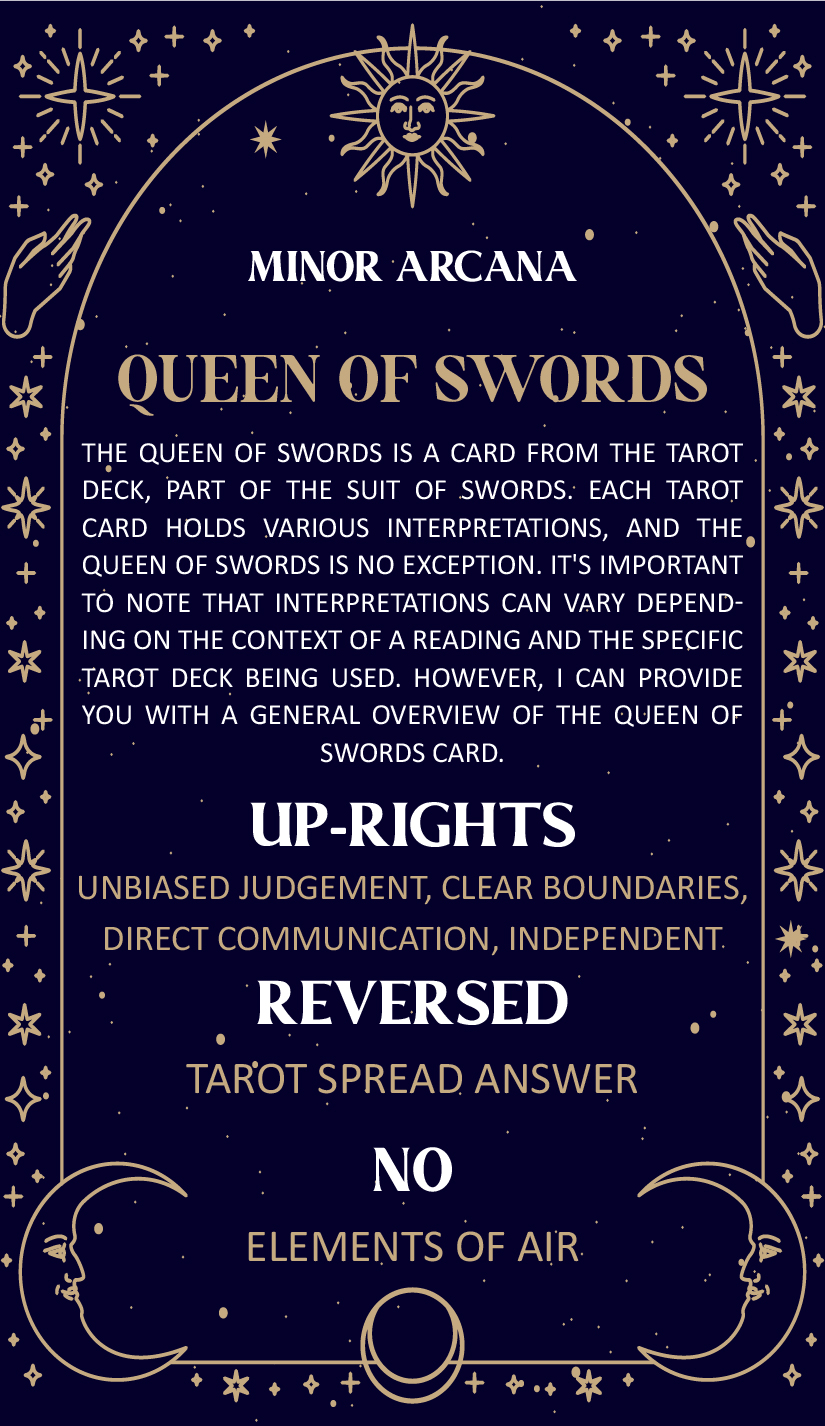 MINOR ARCANA
QUEEN OF SWORDS
THE QUEEN OF SWORDS IS A CARD FROM THE TAROT
DECK, PART OF THE SUIT OF SWORDS. EACH TAROT
CARD HOLDS VARIOUS INTERPRETATIONS, AND THE
QUEEN OF SWORDS IS NO EXCEPTION. IT'S IMPORTANT
TO NOTE THAT INTERPRETATIONS CAN VARY DEPEND-
ING ON THE CONTEXT OF A READING AND THE SPECIFIC
TAROT DECK BEING USED. HOWEVER, I CAN PROVIDE
YOU WITH A GENERAL OVERVIEW OF THE QUEEN OF
SWORDS CARD.
UP-RIGHTS
UNBIASED JUDGEMENT, CLEAR BOUNDARIES,
DIRECT COMMUNICATION, INDEPENDENT
REVERSED
TAROT SPREAD ANSWER
NO
ELEMENTS OF AIR